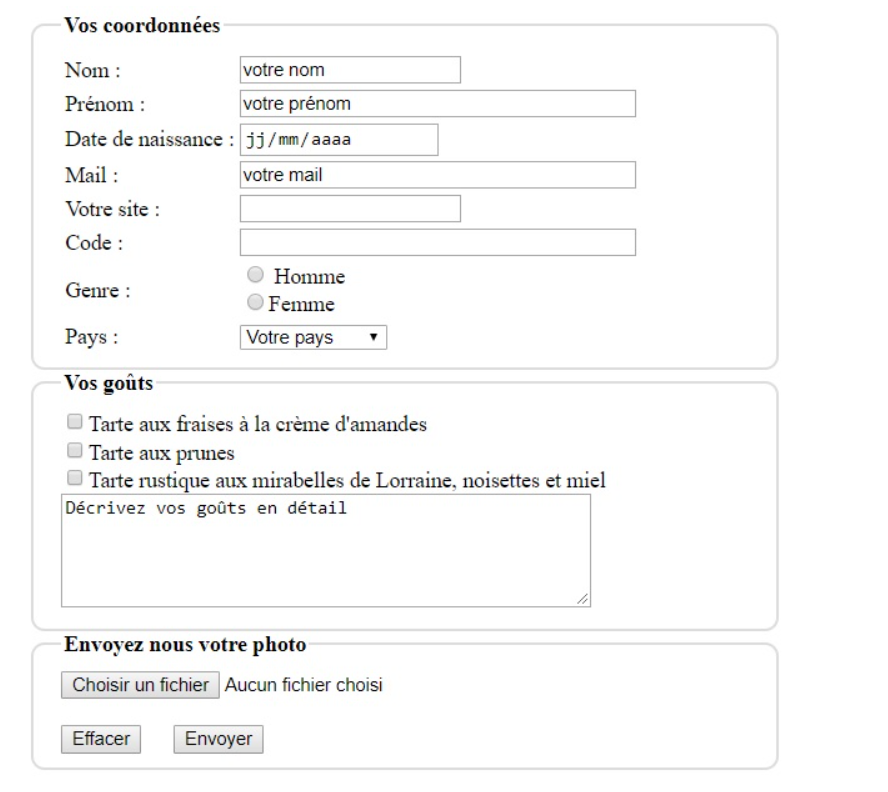 Vos coordonnées
Nom : votre nom
Prénom : votre prénom
Date de naissance : jj/mm/aaaa
Mail : votre mail
Votre site :
Code :
Genre :
Homme
Femme
Pays : Votre pays
Vos goûts
Tarte aux fraises à la crème d'amandes
Tarte aux prunes
Tarte rustique aux mirabelles de Lorraine, noisettes et miel
Décrivez vos goûts en détail
Envoyez nous votre photo
Choisir un fichier Aucun fichier choisi
Effacer Envoyer